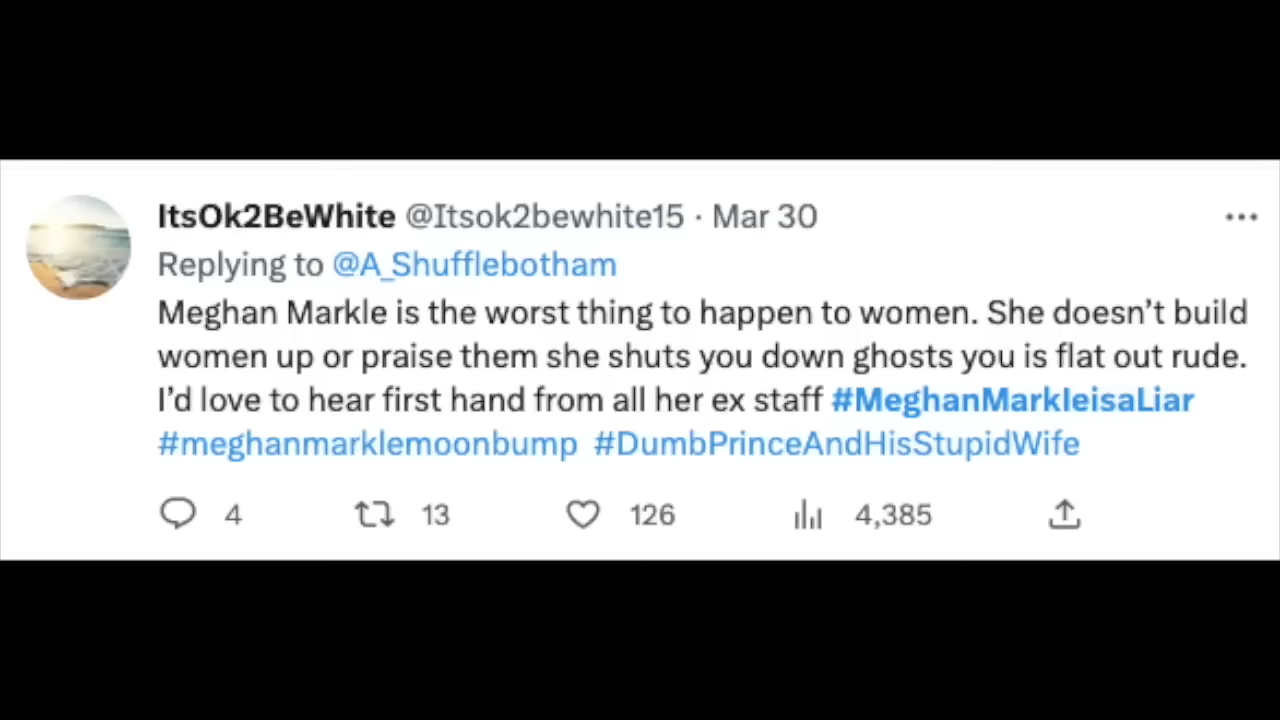 ItsOk2BeWhite @Itsok2bewhite15 · Mar 30
Replying to @A_Shufflebotham
Meghan Markle is the worst thing to happen to women. She doesn’t build
women up or praise them she shuts you down ghosts you is flat out rude.
I’d love to hear first hand from all her ex staff #MeghanMarkleisaLiar
#meghanmarklemoonbump #DumbPrinceAndHisStupidWife
4 13 126 4,385